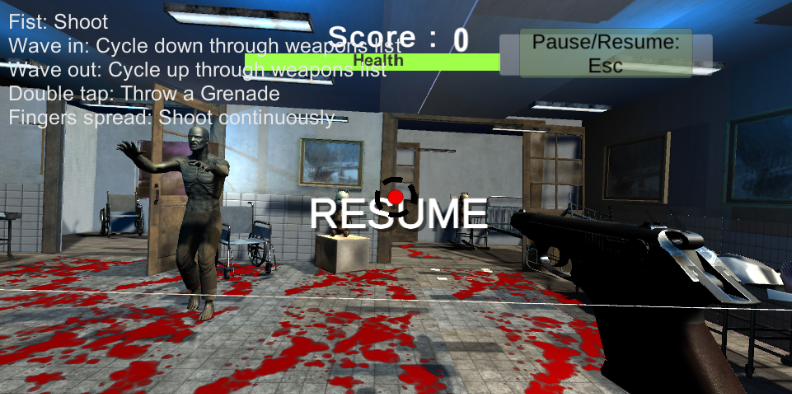 Fist: Shoot
Wave in: Cycle down through weapons list
Wave out: Cycle up through weapons list
Double tap: Throw a Grenade
Fingers spread: Shoot continuously
Score : 0
Health
Pause/Resume:
Esc
RESUME